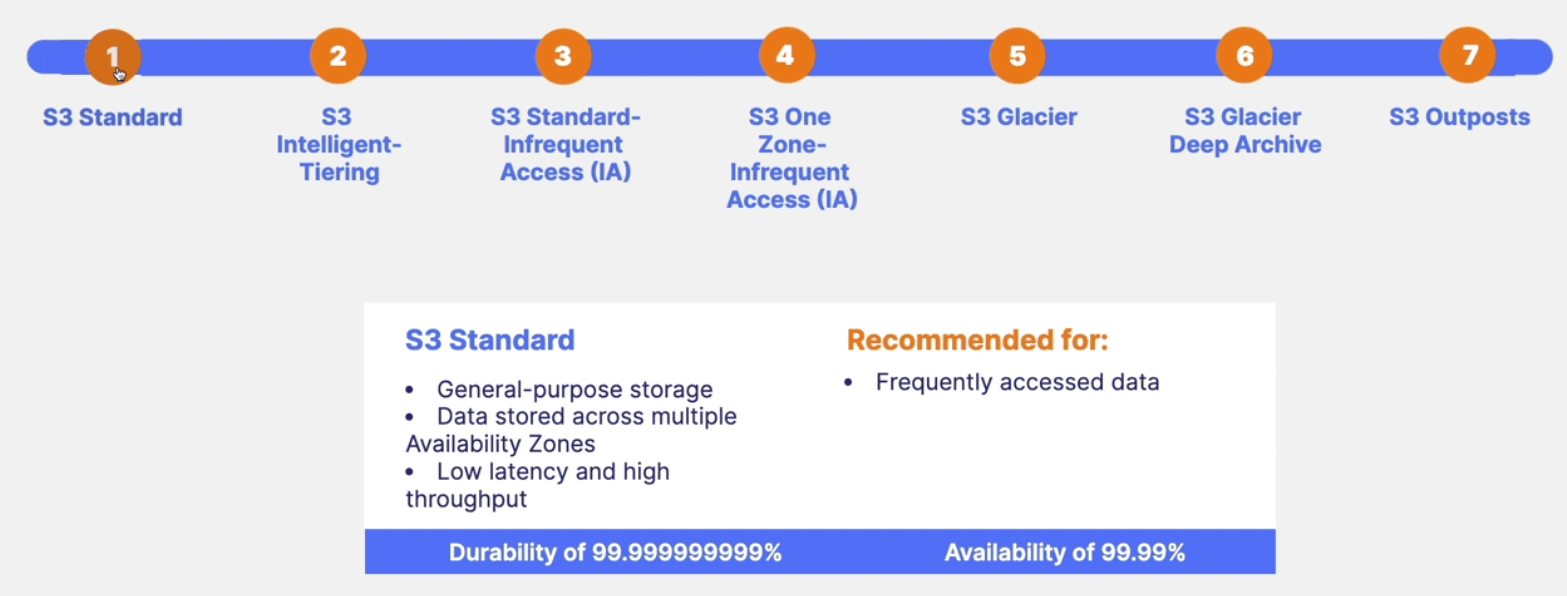 1
2
3
4
5
6
7
S3 Standard
S3
Intelligent-
Tiering
S3 Standard-
Infrequent
Access (IA)
S3 One
Zone-
Infrequent
Access (IA)
S3 Glacier
S3 Glacier
Deep Archive
S3 Outposts
S3 Standard
• General-purpose storage
• Data stored across multiple
Availability Zones
• Low latency and high
throughput
Recommended for:
• Frequently accessed data
Durability of 99.999999999%
Availability of 99.99%